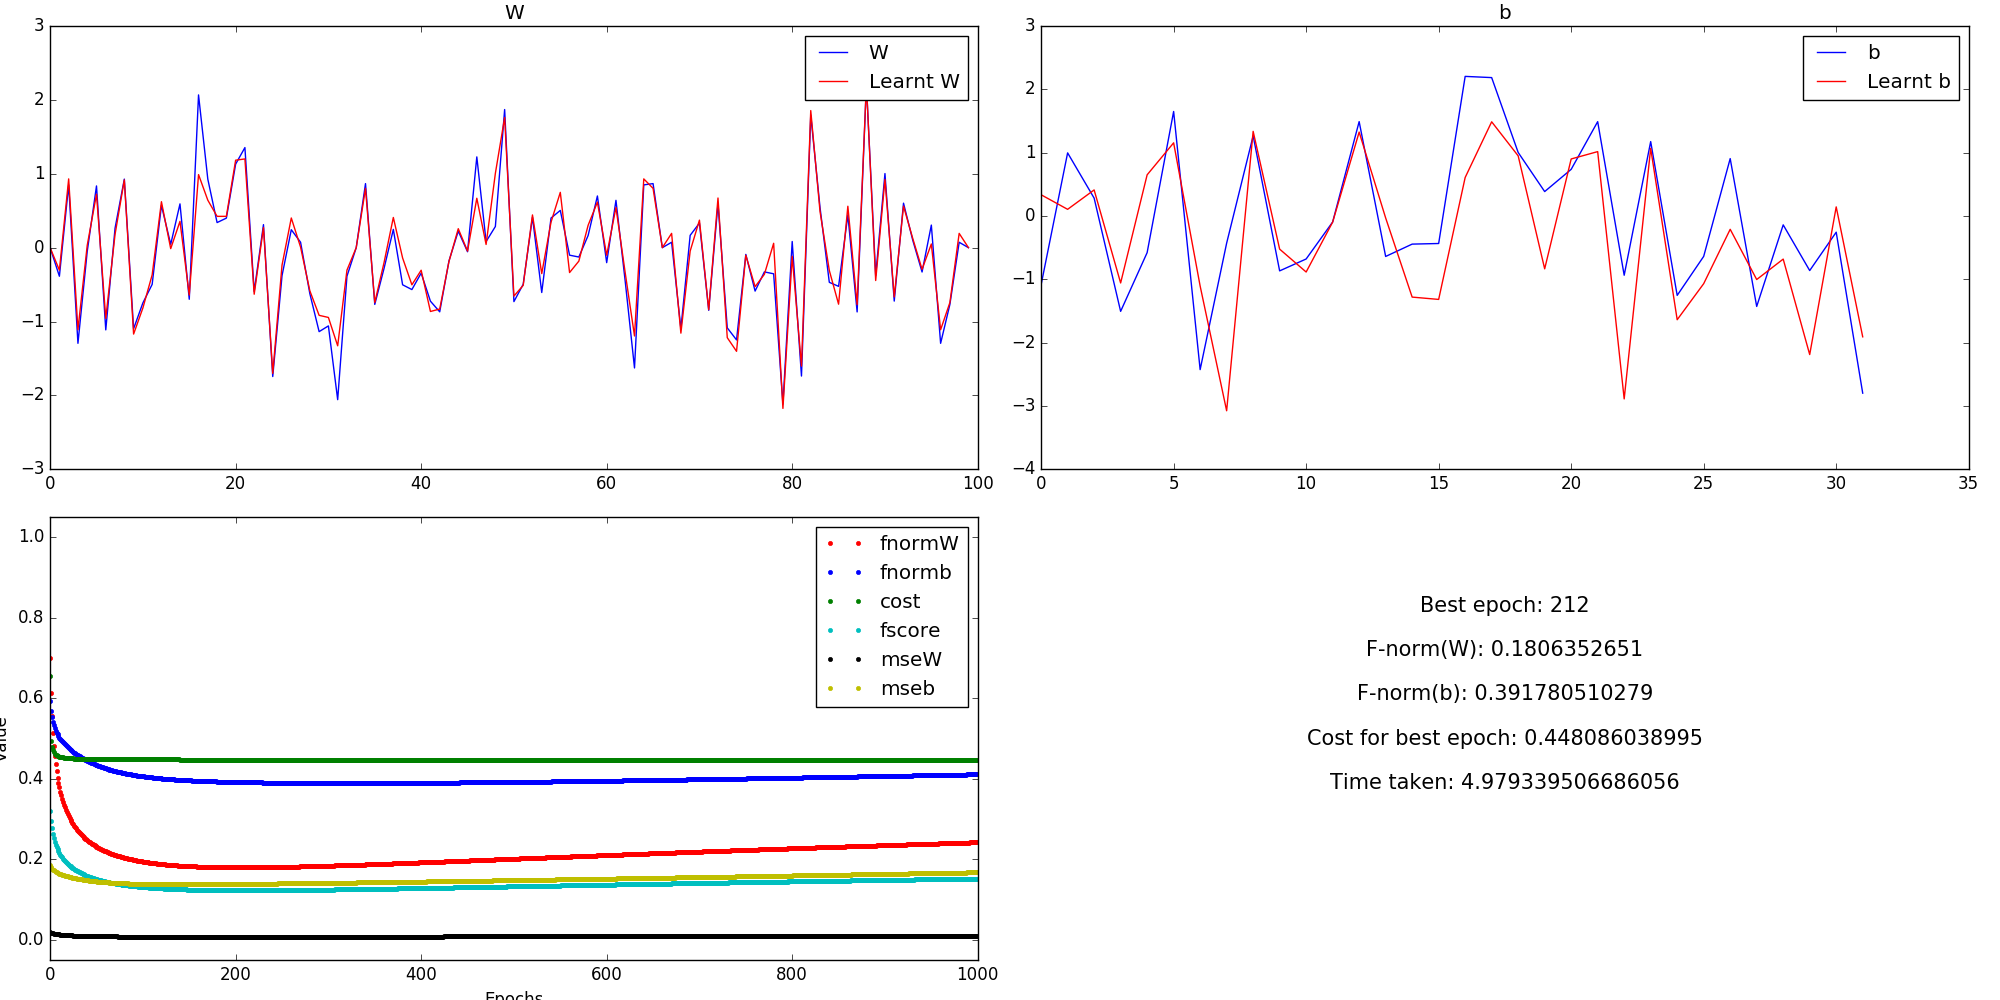 W
3
2
1
0
−1
−2
−3
0 20 40 60 80 100
W
Learnt W
b
3
2
1
0
−1
−2
−3
−4
0 5 10 15 20 25 30 35
b
Learnt b
1.0
0.8
0.6
0.4
0.2
0.0
0 200 400 600 800 1000
Epochs
fnormW
fnormb
cost
fscore
mseW
mseb
Best epoch: 212
F-norm(W): 0.1806352651
F-norm(b): 0.391780510279
Cost for best epoch: 0.448086038995
Time taken: 4.979339506686056